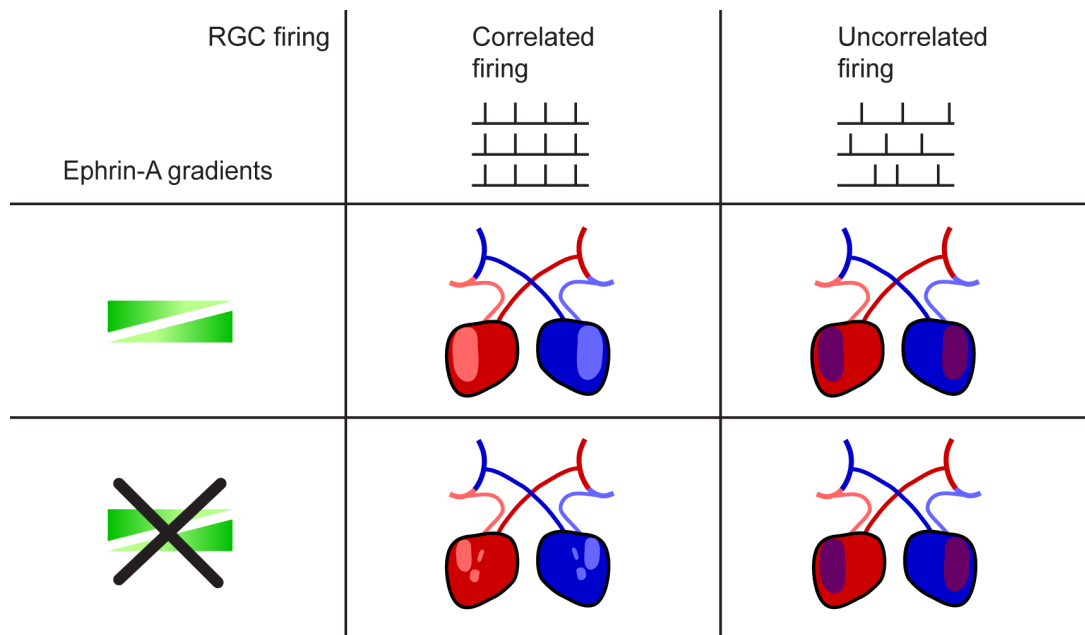 RGC firing
Correlated
firing
Uncorrelated
firing
Ephrin-A gradients